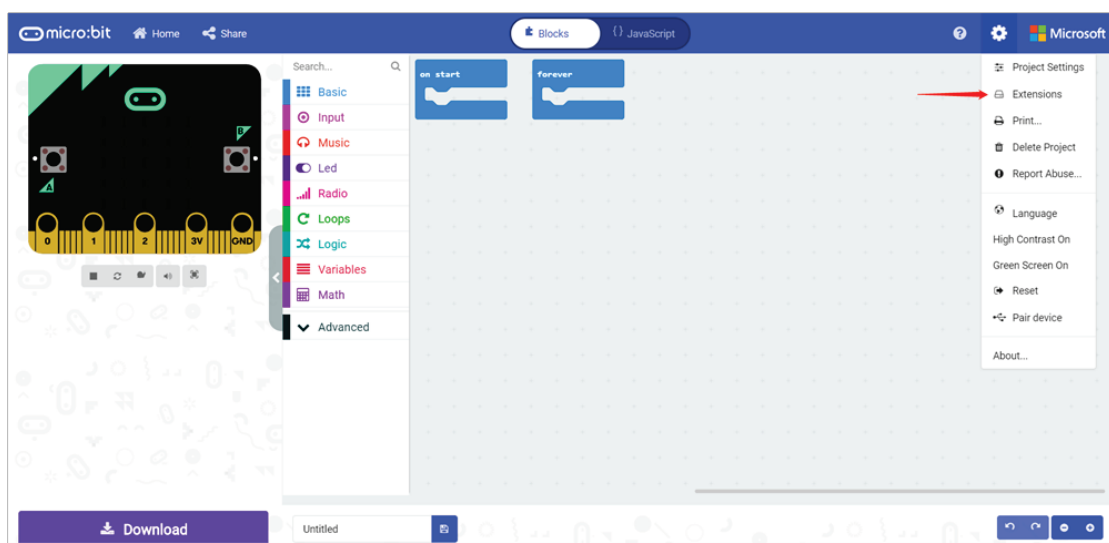 micro:bit Home Share Blocks {} JavaScript ? Microsoft
Search...
Basic
Input
Music
Led
Radio
Loops
Logic
Variables
Math
Advanced
on start
forever
Project Settings
Extensions
Print...
Delete Project
Report Abuse...
Language
High Contrast On
Green Screen On
Reset
Pair device
About...
B
A
0 1 2 3V GND
Download
Untitled